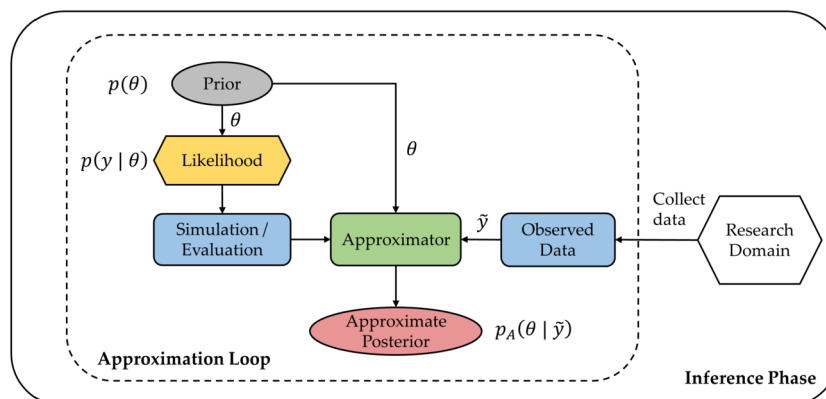 p(θ)
Prior
θ
p(y | θ)
Likelihood
θ
Simulation /
Evaluation
Approximator
ỹ
Observed
Data
Collect
data
Research
Domain
Approximate
Posterior
p_A(θ | ỹ)
Approximation Loop
Inference Phase